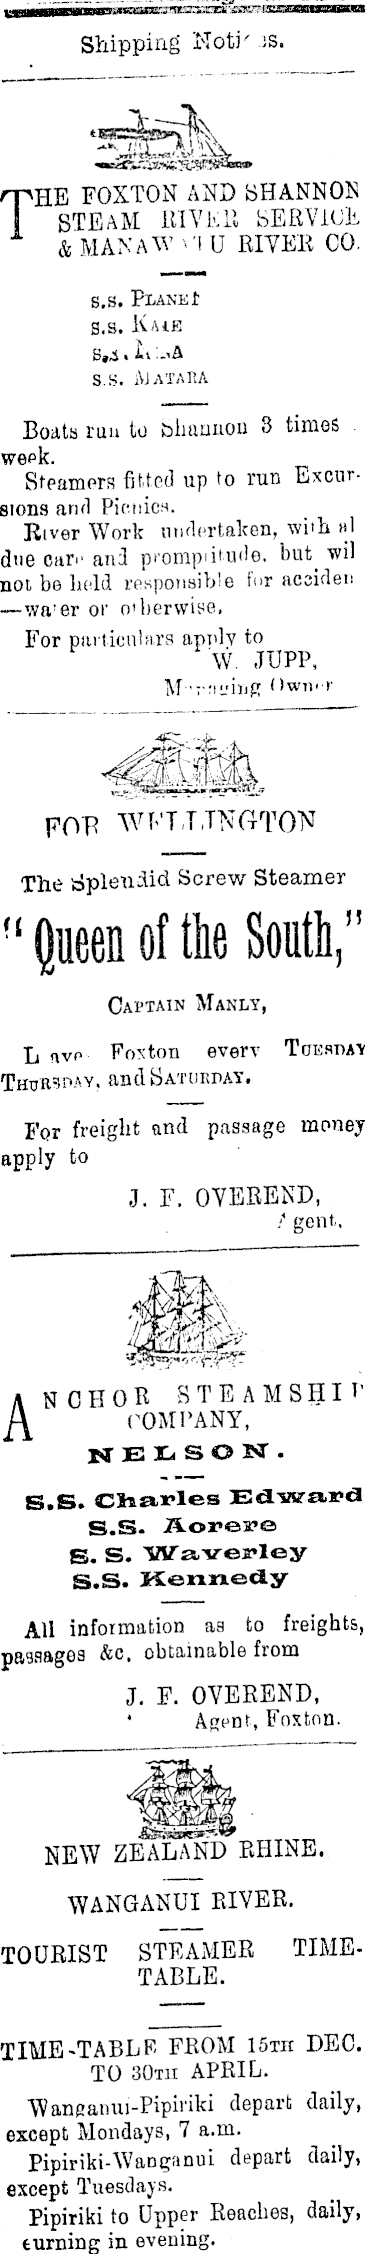 Shipping
THE FOXTON AND SHANNON
STEAM RIVER SERVICE
& MANAWATU RIVER CO.
S.S. PLANET
S.S.
S.S.
S.S. MATARA
Boats run to Shannon 3 times
week.
Steamers fitted up to run Excur-
sions and Picnics.
River Work undertaken, with al
due care and promptitude, but wil
not be held responsible for acciden
—water or otherwise.
For particulars apply to
W. JUPP,
Managing Owner
FOR WELLINGTON
The Splendid Screw Steamer
"Queen of the South,"
CAPTAIN MANLY,
Foxton every TUESDAY
THURSDAY, and SATURDAY.
For freight and passage money
apply to
J. F. OVEREND,
Agent.
ANCHOR STEAMSHIP
COMPANY,
NELSON.
S.S. Charles Edward
S.S. Aorere
S.S. Waverley
S.S. Kennedy
All information as to freights,
passages &c, obtainable from
J. F. OVEREND,
Agent, Foxton.
NEW ZEALAND RHINE.
WANGANUI RIVER.
TOURIST STEAMER TIME-
TABLE.
TIME-TABLE FROM 15TH DEC.
TO 30TH APRIL.
Wanganui-Pipiriki depart daily,
except Mondays, 7 a.m.
Pipiriki-Wanganui depart daily,
except Tuesdays.
Pipiriki to Upper Reaches, daily,
turning in evening.